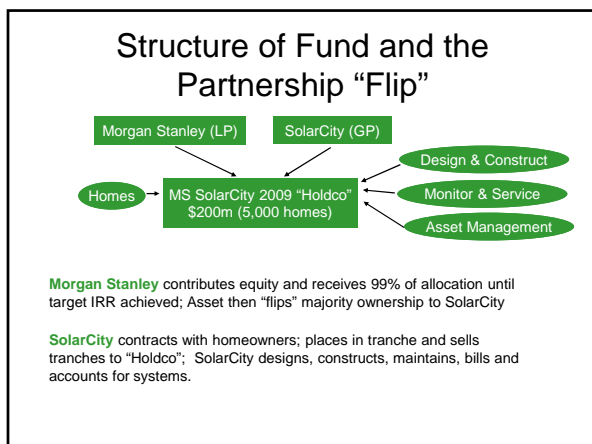 Structure of Fund and the
Partnership “Flip”
Morgan Stanley (LP)
SolarCity (GP)
Design & Construct
Homes
MS SolarCity 2009 “Holdco”
$200m (5,000 homes)
Monitor & Service
Asset Management
Morgan Stanley contributes equity and receives 99% of allocation until
target IRR achieved; Asset then “flips” majority ownership to SolarCity
SolarCity contracts with homeowners; places in tranche and sells
tranches to “Holdco”; SolarCity designs, constructs, maintains, bills and
accounts for systems.